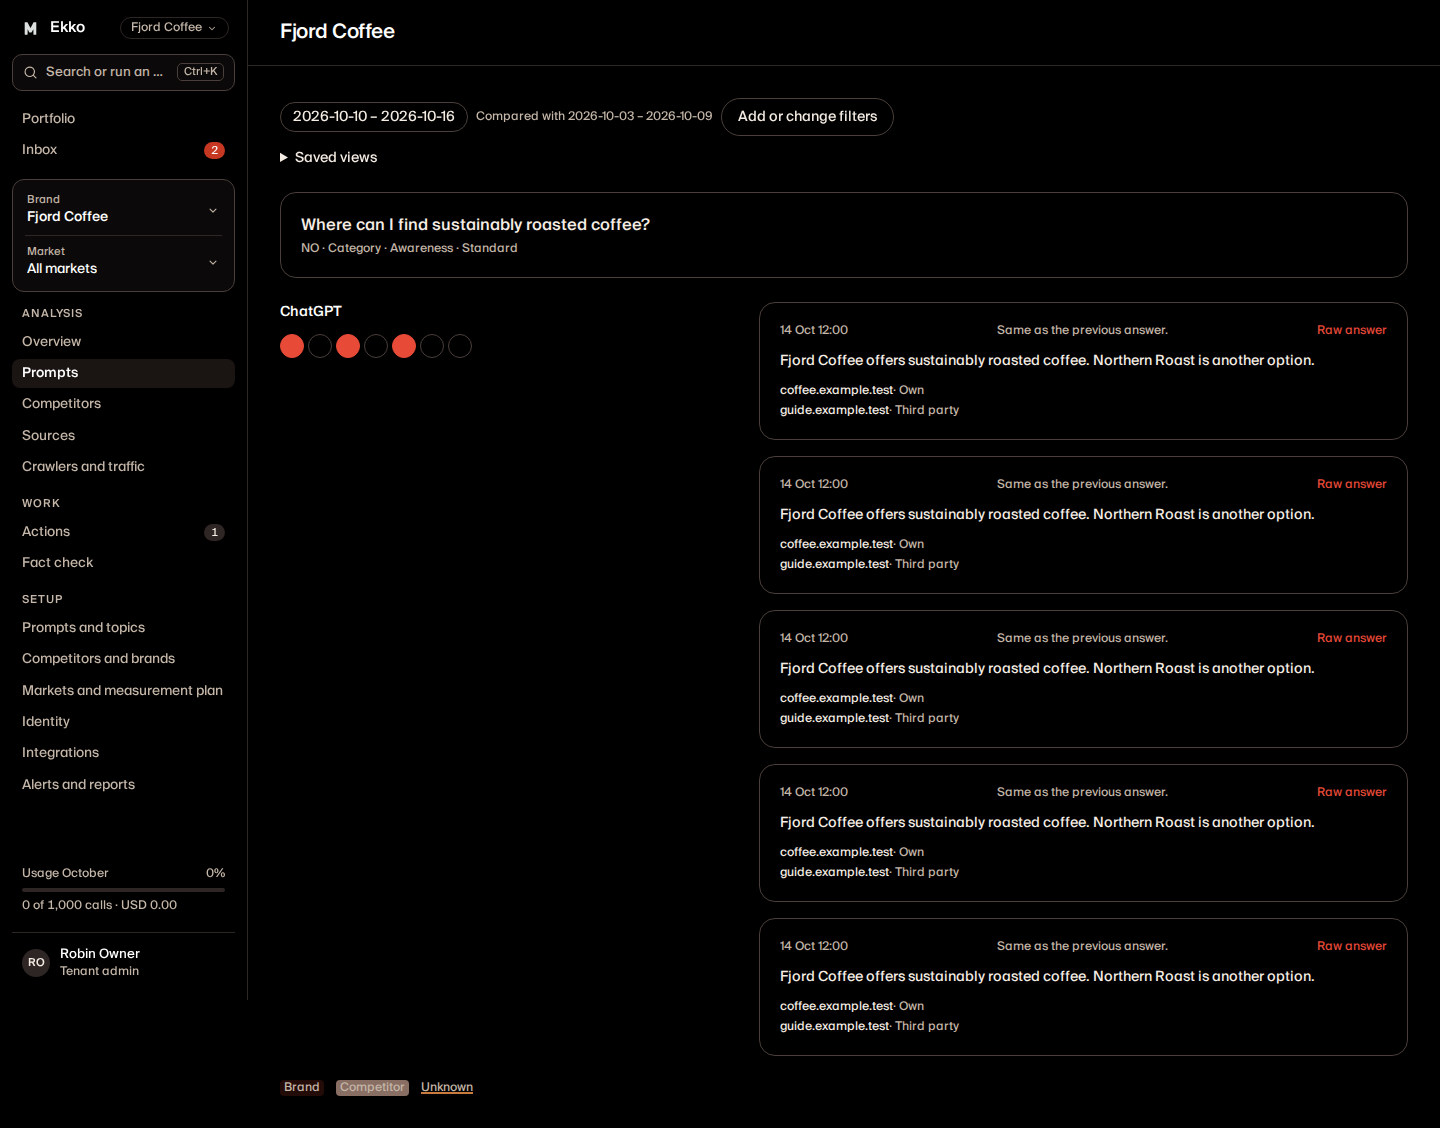 Ekko
Fjord Coffee
Search or run an ...
Ctrl+K
Portfolio
Inbox
2
Brand
Fjord Coffee
Market
All markets
ANALYSIS
Overview
Prompts
Competitors
Sources
Crawlers and traffic
WORK
Actions
1
Fact check
SETUP
Prompts and topics
Competitors and brands
Markets and measurement plan
Identity
Integrations
Alerts and reports
Usage October
0%
0 of 1,000 calls · USD 0.00
RO
Robin Owner
Tenant admin
Fjord Coffee
2026-10-10 – 2026-10-16
Compared with 2026-10-03 – 2026-10-09
Add or change filters
Saved views
Where can I find sustainably roasted coffee?
NO · Category · Awareness · Standard
ChatGPT
14 Oct 12:00
Same as the previous answer.
Raw answer
Fjord Coffee offers sustainably roasted coffee. Northern Roast is another option.
coffee.example.test· Own
guide.example.test· Third party
14 Oct 12:00
Same as the previous answer.
Raw answer
Fjord Coffee offers sustainably roasted coffee. Northern Roast is another option.
coffee.example.test· Own
guide.example.test· Third party
14 Oct 12:00
Same as the previous answer.
Raw answer
Fjord Coffee offers sustainably roasted coffee. Northern Roast is another option.
coffee.example.test· Own
guide.example.test· Third party
14 Oct 12:00
Same as the previous answer.
Raw answer
Fjord Coffee offers sustainably roasted coffee. Northern Roast is another option.
coffee.example.test· Own
guide.example.test· Third party
14 Oct 12:00
Same as the previous answer.
Raw answer
Fjord Coffee offers sustainably roasted coffee. Northern Roast is another option.
coffee.example.test· Own
guide.example.test· Third party
Brand
Competitor
Unknown